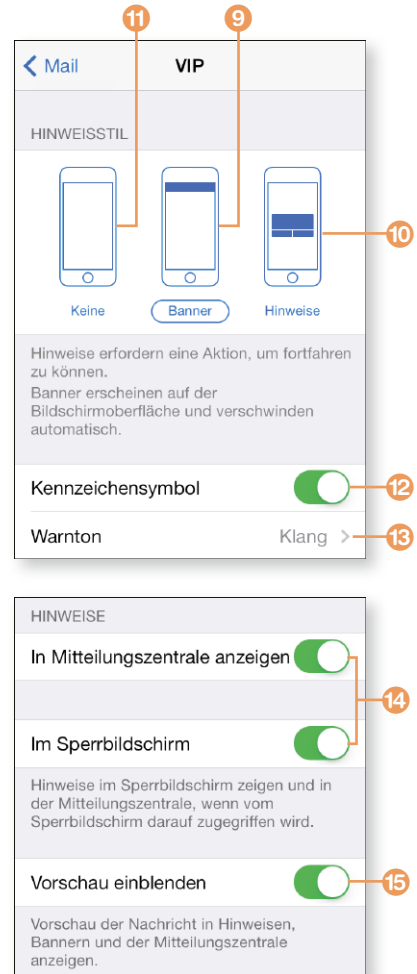 11 9
Mail VIP
HINWEISSTIL
10
Keine Banner Hinweise
Hinweise erfordern eine Aktion, um fortfahren
zu können.
Banner erscheinen auf der
Bildschirmoberfläche und verschwinden
automatisch.
Kennzeichensymbol 12
Warnton Klang 13
HINWEISE
In Mitteilungszentrale anzeigen
14
Im Sperrbildschirm
Hinweise im Sperrbildschirm zeigen und in
der Mitteilungszentrale, wenn vom
Sperrbildschirm darauf zugegriffen wird.
Vorschau einblenden 15
Vorschau der Nachricht in Hinweisen,
Bannern und der Mitteilungszentrale
anzeigen.